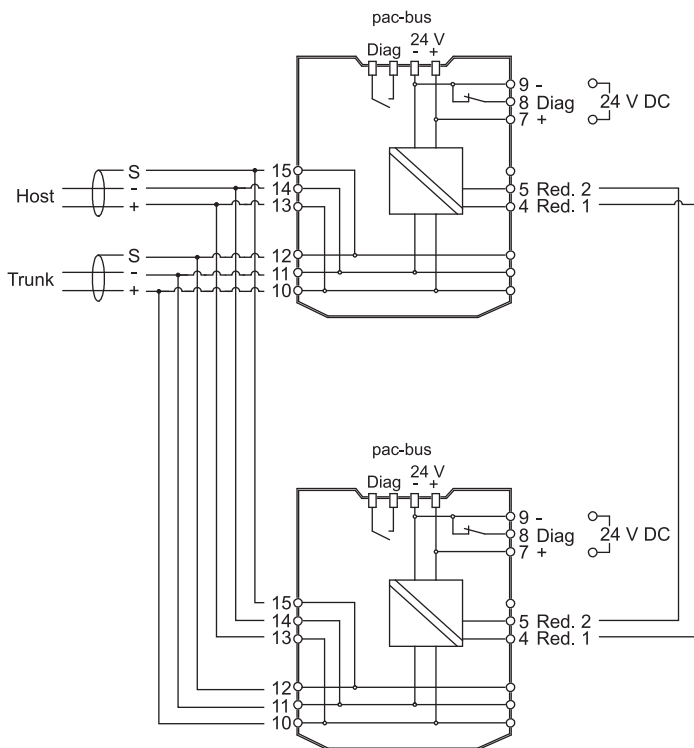 pac-bus
24 V
Diag - +
9 -
8 Diag
7 +
24 V DC
Host
S
-
+
15
14
13
5 Red. 2
4 Red. 1
Trunk
S
-
+
12
11
10
pac-bus
24 V
Diag - +
9 -
8 Diag
7 +
24 V DC
15
14
13
5 Red. 2
4 Red. 1
12
11
10